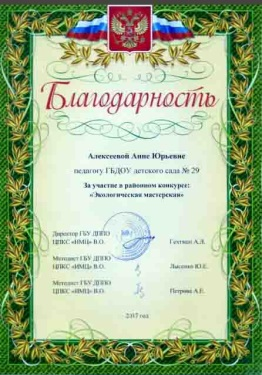 Благодарность
Алексеевой Анне Юрьевне
педагогу ГБДОУ детского сада № 29
За участие в районном конкурсе:
«Экологическая мастерская»
Директор ГБУ ДППО
ЦПКС «ИМЦ» В.О.
Методист ГБУ ДППО
ЦПКС «ИМЦ» В.О. Лысенко Ю.Е.
Методист ГБУ ДППО
ЦПКС «ИМЦ» В.О. Петрова А.Е.
2017 год